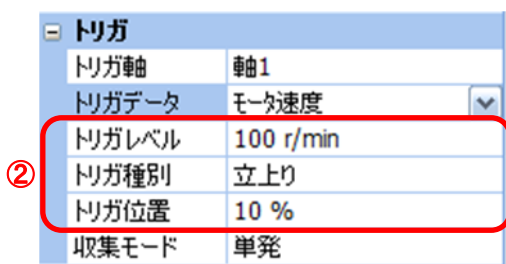 トリガ
トリガ軸 軸1
トリガデータ モータ速度
トリガレベル 100 r/min
② トリガ種別 立上り
トリガ位置 10 %
収集モード 単発